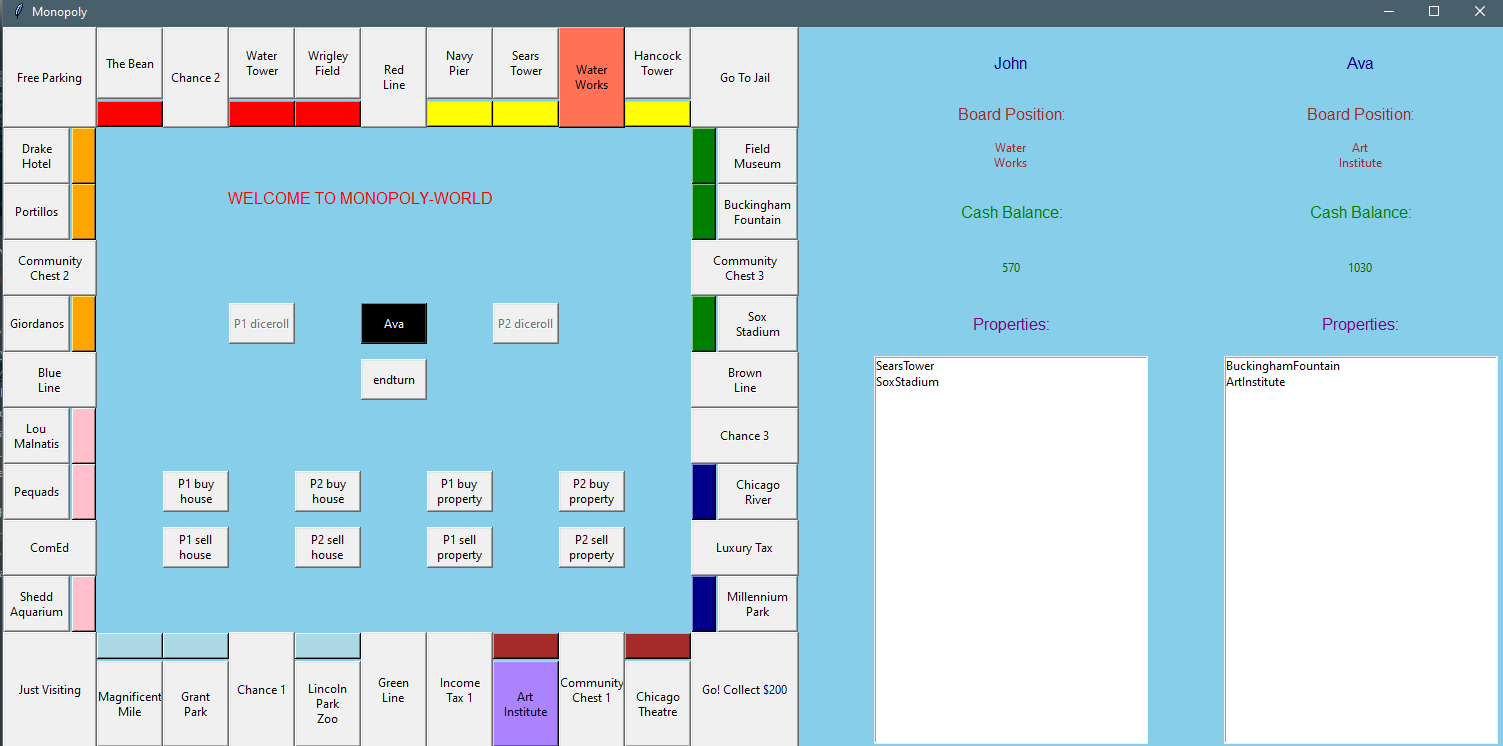 Monopoly
Free Parking
The Bean
Chance 2
Water
Tower
Wrigley
Field
Red
Line
Navy
Pier
Sears
Tower
Water
Works
Hancock
Tower
Go To Jail
Drake
Hotel
Portillos
Community
Chest 2
Giordanos
Blue
Line
Lou
Malnatis
Pequads
ComEd
Shedd
Aquarium
WELCOME TO MONOPOLY-WORLD
P1 diceroll
Ava
P2 diceroll
endturn
P1 buy
house
P2 buy
house
P1 buy
property
P2 buy
property
P1 sell
house
P2 sell
house
P1 sell
property
P2 sell
property
Field
Museum
Buckingham
Fountain
Community
Chest 3
Sox
Stadium
Brown
Line
Chance 3
Chicago
River
Luxury Tax
Millennium
Park
Just Visiting
Magnificent
Mile
Grant
Park
Chance 1
Lincoln
Park
Zoo
Green
Line
Income
Tax 1
Art
Institute
Community
Chest 1
Chicago
Theatre
Go! Collect $200
John
Board Position:
Water
Works
Cash Balance:
570
Properties:
SearsTower
SoxStadium
Ava
Board Position:
Art
Institute
Cash Balance:
1030
Properties:
BuckinghamFountain
ArtInstitute